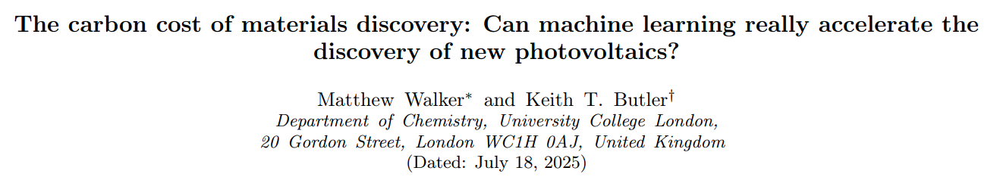 The carbon cost of materials discovery: Can machine learning really accelerate the
discovery of new photovoltaics?
Matthew Walker* and Keith T. Butler†
Department of Chemistry, University College London,
20 Gordon Street, London WC1H 0AJ, United Kingdom
(Dated: July 18, 2025)